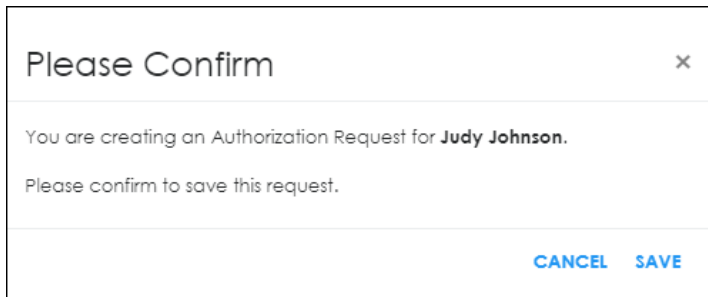 Please Confirm
×
You are creating an Authorization Request for Judy Johnson.
Please confirm to save this request.
CANCEL SAVE